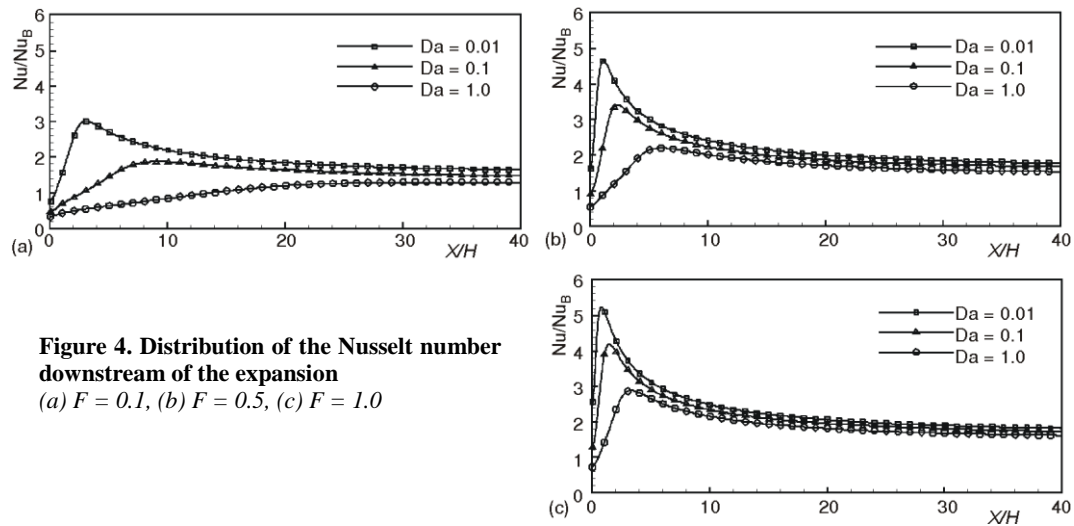 6
5
4
3
2
1
0
Nu/Nu_B
Da = 0.01
Da = 0.1
Da = 1.0
0 10 20 30 40
X/H
(a)
6
5
4
3
2
1
0
Nu/Nu_B
Da = 0.01
Da = 0.1
Da = 1.0
0 10 20 30 40
X/H
(b)
6
5
4
3
2
1
0
Nu/Nu_B
Da = 0.01
Da = 0.1
Da = 1.0
0 10 20 30 40
X/H
(c)
Figure 4. Distribution of the Nusselt number
downstream of the expansion
(a) F = 0.1, (b) F = 0.5, (c) F = 1.0